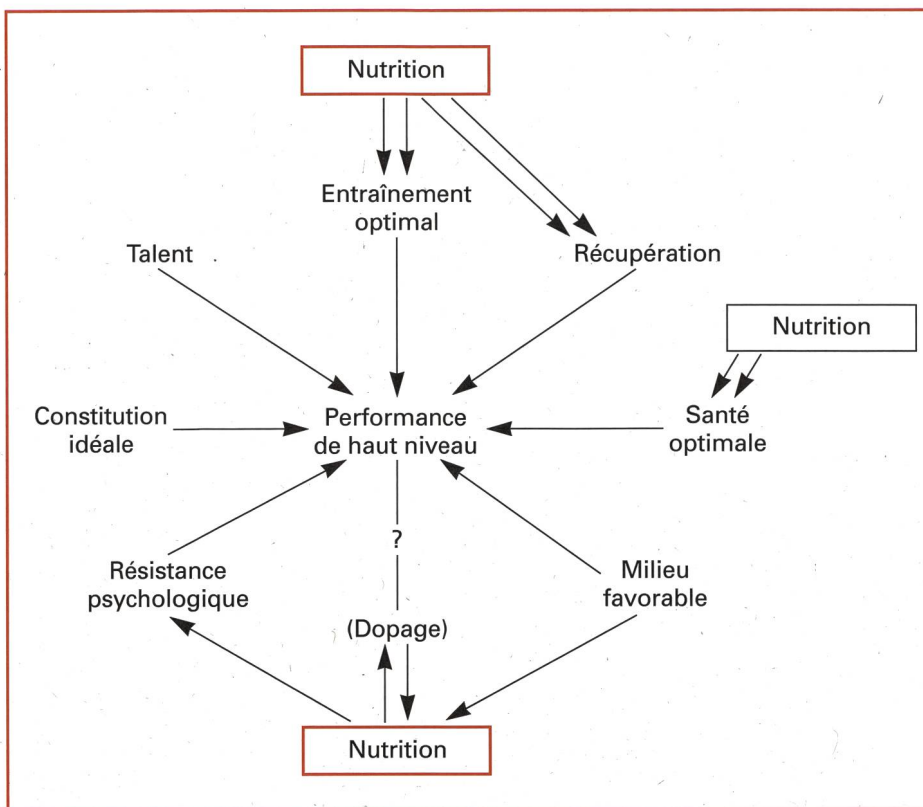 Nutrition
Entraînement
optimal
Talent
Récupération
Nutrition
Constitution
idéale
Performance
de haut niveau
Santé
optimale
?
Résistance
psychologique
Milieu
favorable
(Dopage)
Nutrition